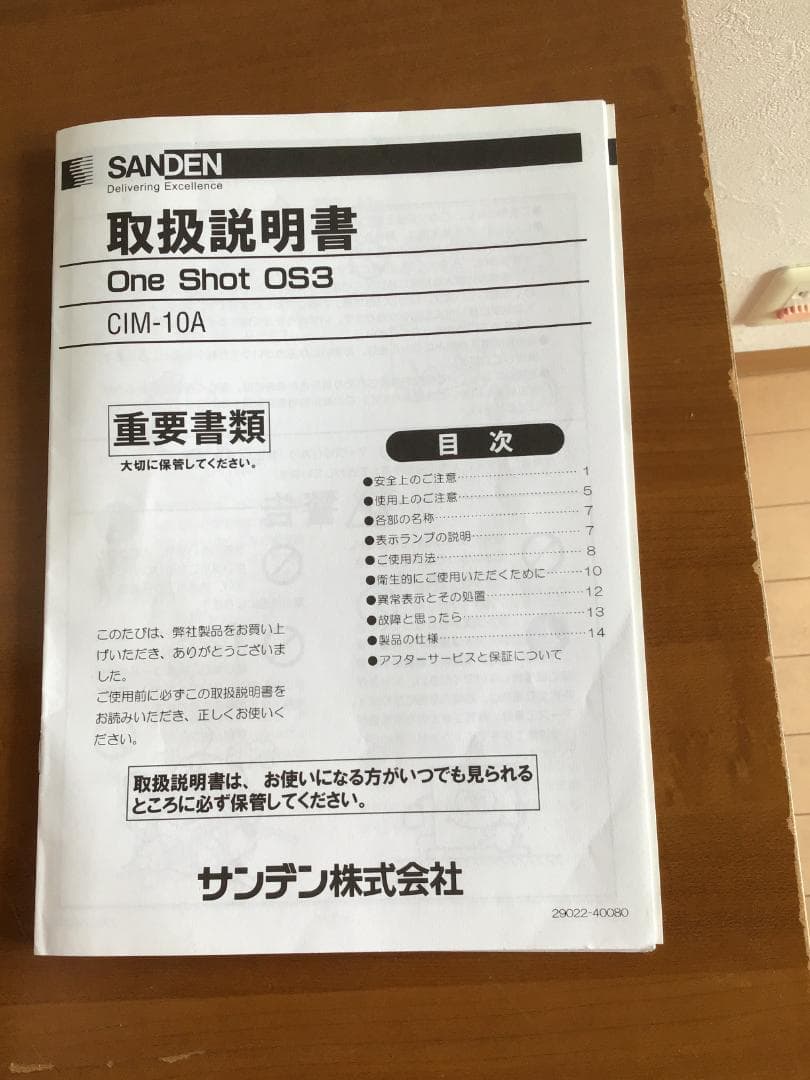 SANDEN
Delivering Excellence
取扱説明書
One Shot OS3
CIM-10A
重要書類
大切に保管してください。
目 次
●安全上のご注意…………………………1
●使用上のご注意…………………………5
●各部の名称………………………………7
●表示ランプの説明………………………7
●ご使用方法………………………………8
●衛生的にご使用いただくために………10
●異常表示とその処置……………………12
●故障と思ったら…………………………13
●製品の仕様………………………………14
●アフターサービスと保証について
このたびは、弊社製品をお買い上
げいただき、ありがとうございま
した。
ご使用前に必ずこの取扱説明書を
お読みいただき、正しくお使いく
ださい。
取扱説明書は、お使いになる方がいつでも見られる
ところに必ず保管してください。
サンデン株式会社
29022-40080